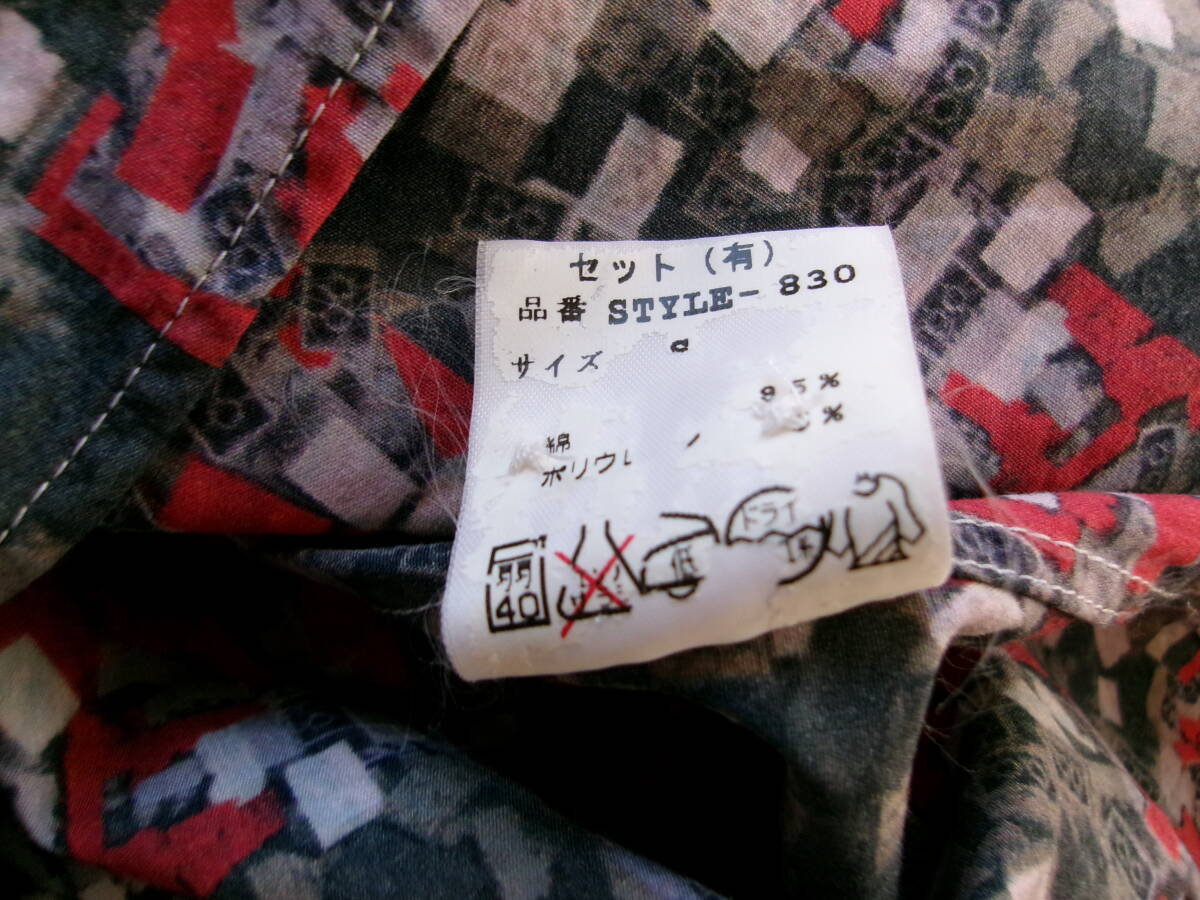 セット（有）
品番 STYLE-830
サイズ
95%
綿
%
ポリウレ
弱
40
低
ドライ